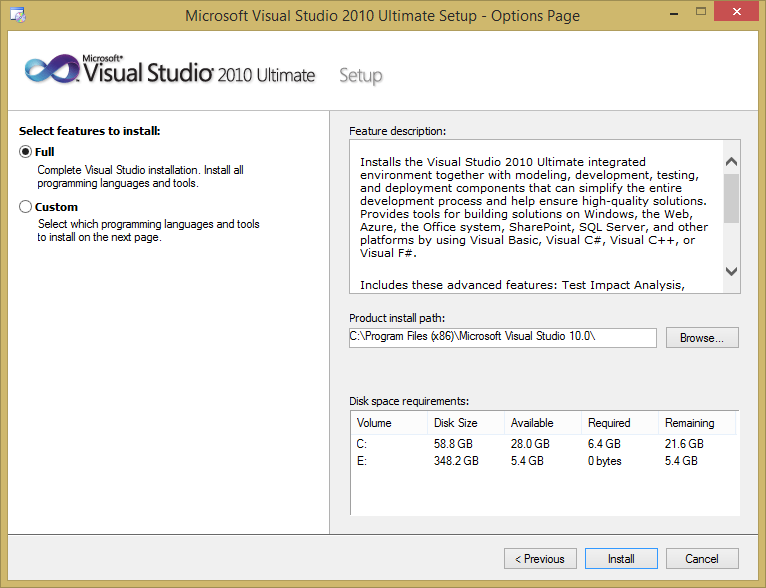 Microsoft Visual Studio 2010 Ultimate Setup - Options Page
Microsoft®
Visual Studio® 2010 Ultimate Setup
Select features to install:
Full
Complete Visual Studio installation. Install all
programming languages and tools.
Custom
Select which programming languages and tools
to install on the next page.
Feature description:
Installs the Visual Studio 2010 Ultimate integrated
environment together with modeling, development, testing,
and deployment components that can simplify the entire
development process and help ensure high-quality solutions.
Provides tools for building solutions on Windows, the Web,
Azure, the Office system, SharePoint, SQL Server, and other
platforms by using Visual Basic, Visual C#, Visual C++, or
Visual F#.
Includes these advanced features: Test Impact Analysis,
Product install path:
C:\Program Files (x86)\Microsoft Visual Studio 10.0\
Browse...
Disk space requirements:
Volume Disk Size Available Required Remaining
C: 58.8 GB 28.0 GB 6.4 GB 21.6 GB
E: 348.2 GB 5.4 GB 0 bytes 5.4 GB
< Previous Install Cancel